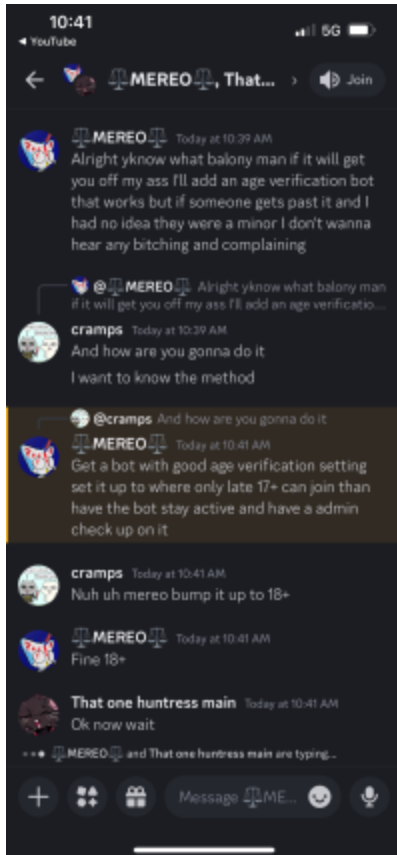 10:41
5G
◄ YouTube
⚖MEREO⚖, That... > Join
⚖MEREO⚖ Today at 10:39 AM
Alright yknow what balony man if it will get
you off my ass I'll add an age verification bot
that works but if someone gets past it and I
had no idea they were a minor I don't wanna
hear any bitching and complaining
@⚖MEREO⚖ Alright yknow what balony man
if it will get you off my ass I'll add an age verificatio...
cramps Today at 10:39 AM
And how are you gonna do it
I want to know the method
@cramps And how are you gonna do it
⚖MEREO⚖ Today at 10:41 AM
Get a bot with good age verification setting
set it up to where only late 17+ can join than
have the bot stay active and have a admin
check up on it
cramps Today at 10:41 AM
Nuh uh mereo bump it up to 18+
⚖MEREO⚖ Today at 10:41 AM
Fine 18+
That one huntress main Today at 10:41 AM
Ok now wait
⚖MEREO⚖ and That one huntress main are typing...
Message ⚖ME...